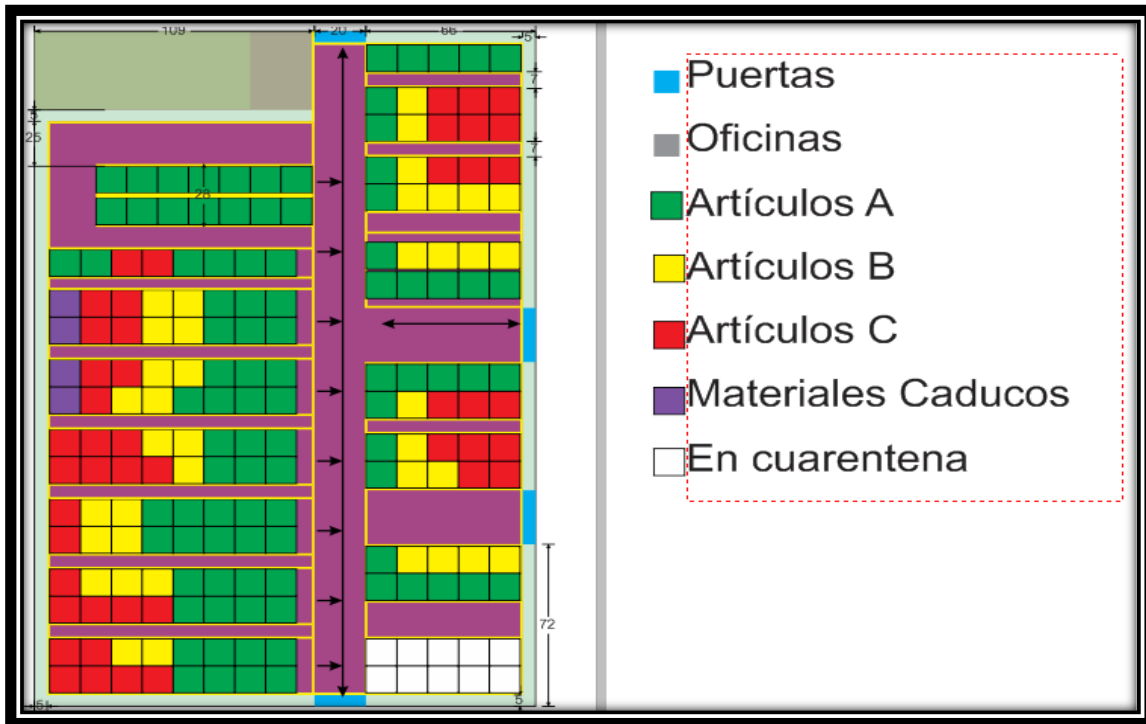 109
20
66
5
7
5
25
7
28
72
5
5
Puertas
Oficinas
Artículos A
Artículos B
Artículos C
Materiales Caducos
En cuarentena